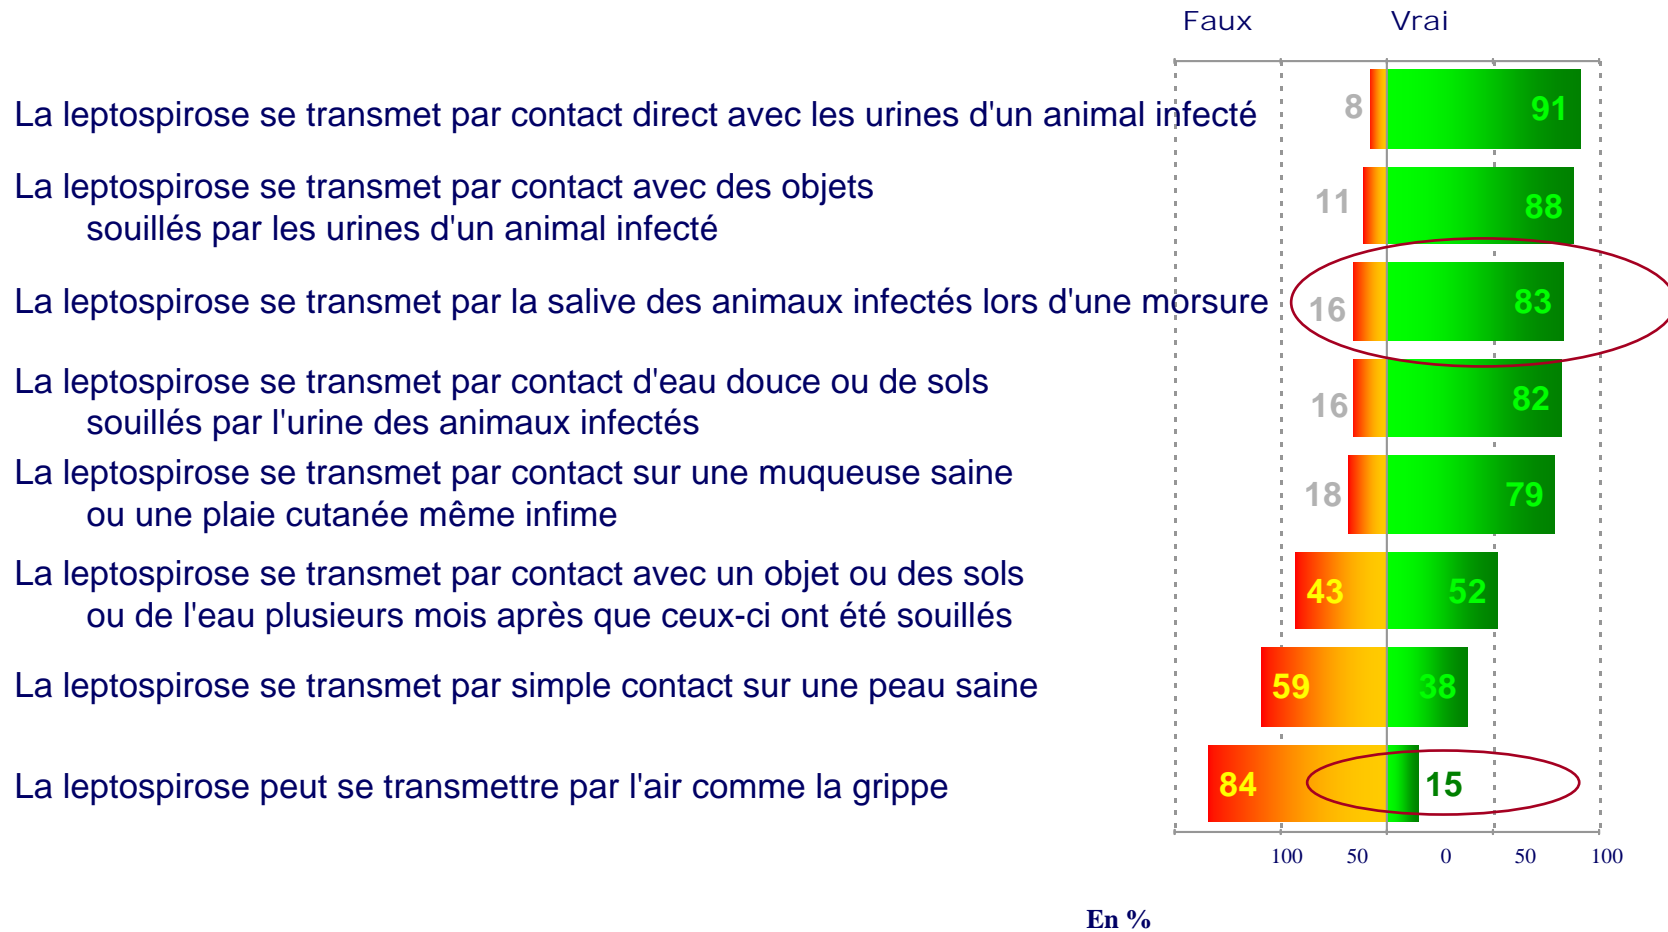 Faux Vrai
La leptospirose se transmet par contact direct avec les urines d'un animal infecté 8 91
La leptospirose se transmet par contact avec des objets
souillés par les urines d'un animal infecté 11 88
La leptospirose se transmet par la salive des animaux infectés lors d'une morsure 16 83
La leptospirose se transmet par contact d'eau douce ou de sols
souillés par l'urine des animaux infectés 16 82
La leptospirose se transmet par contact sur une muqueuse saine
ou une plaie cutanée même infime 18 79
La leptospirose se transmet par contact avec un objet ou des sols
ou de l'eau plusieurs mois après que ceux-ci ont été souillés 43 52
La leptospirose se transmet par simple contact sur une peau saine 59 38
La leptospirose peut se transmettre par l'air comme la grippe 84 15
100 50 0 50 100
En %